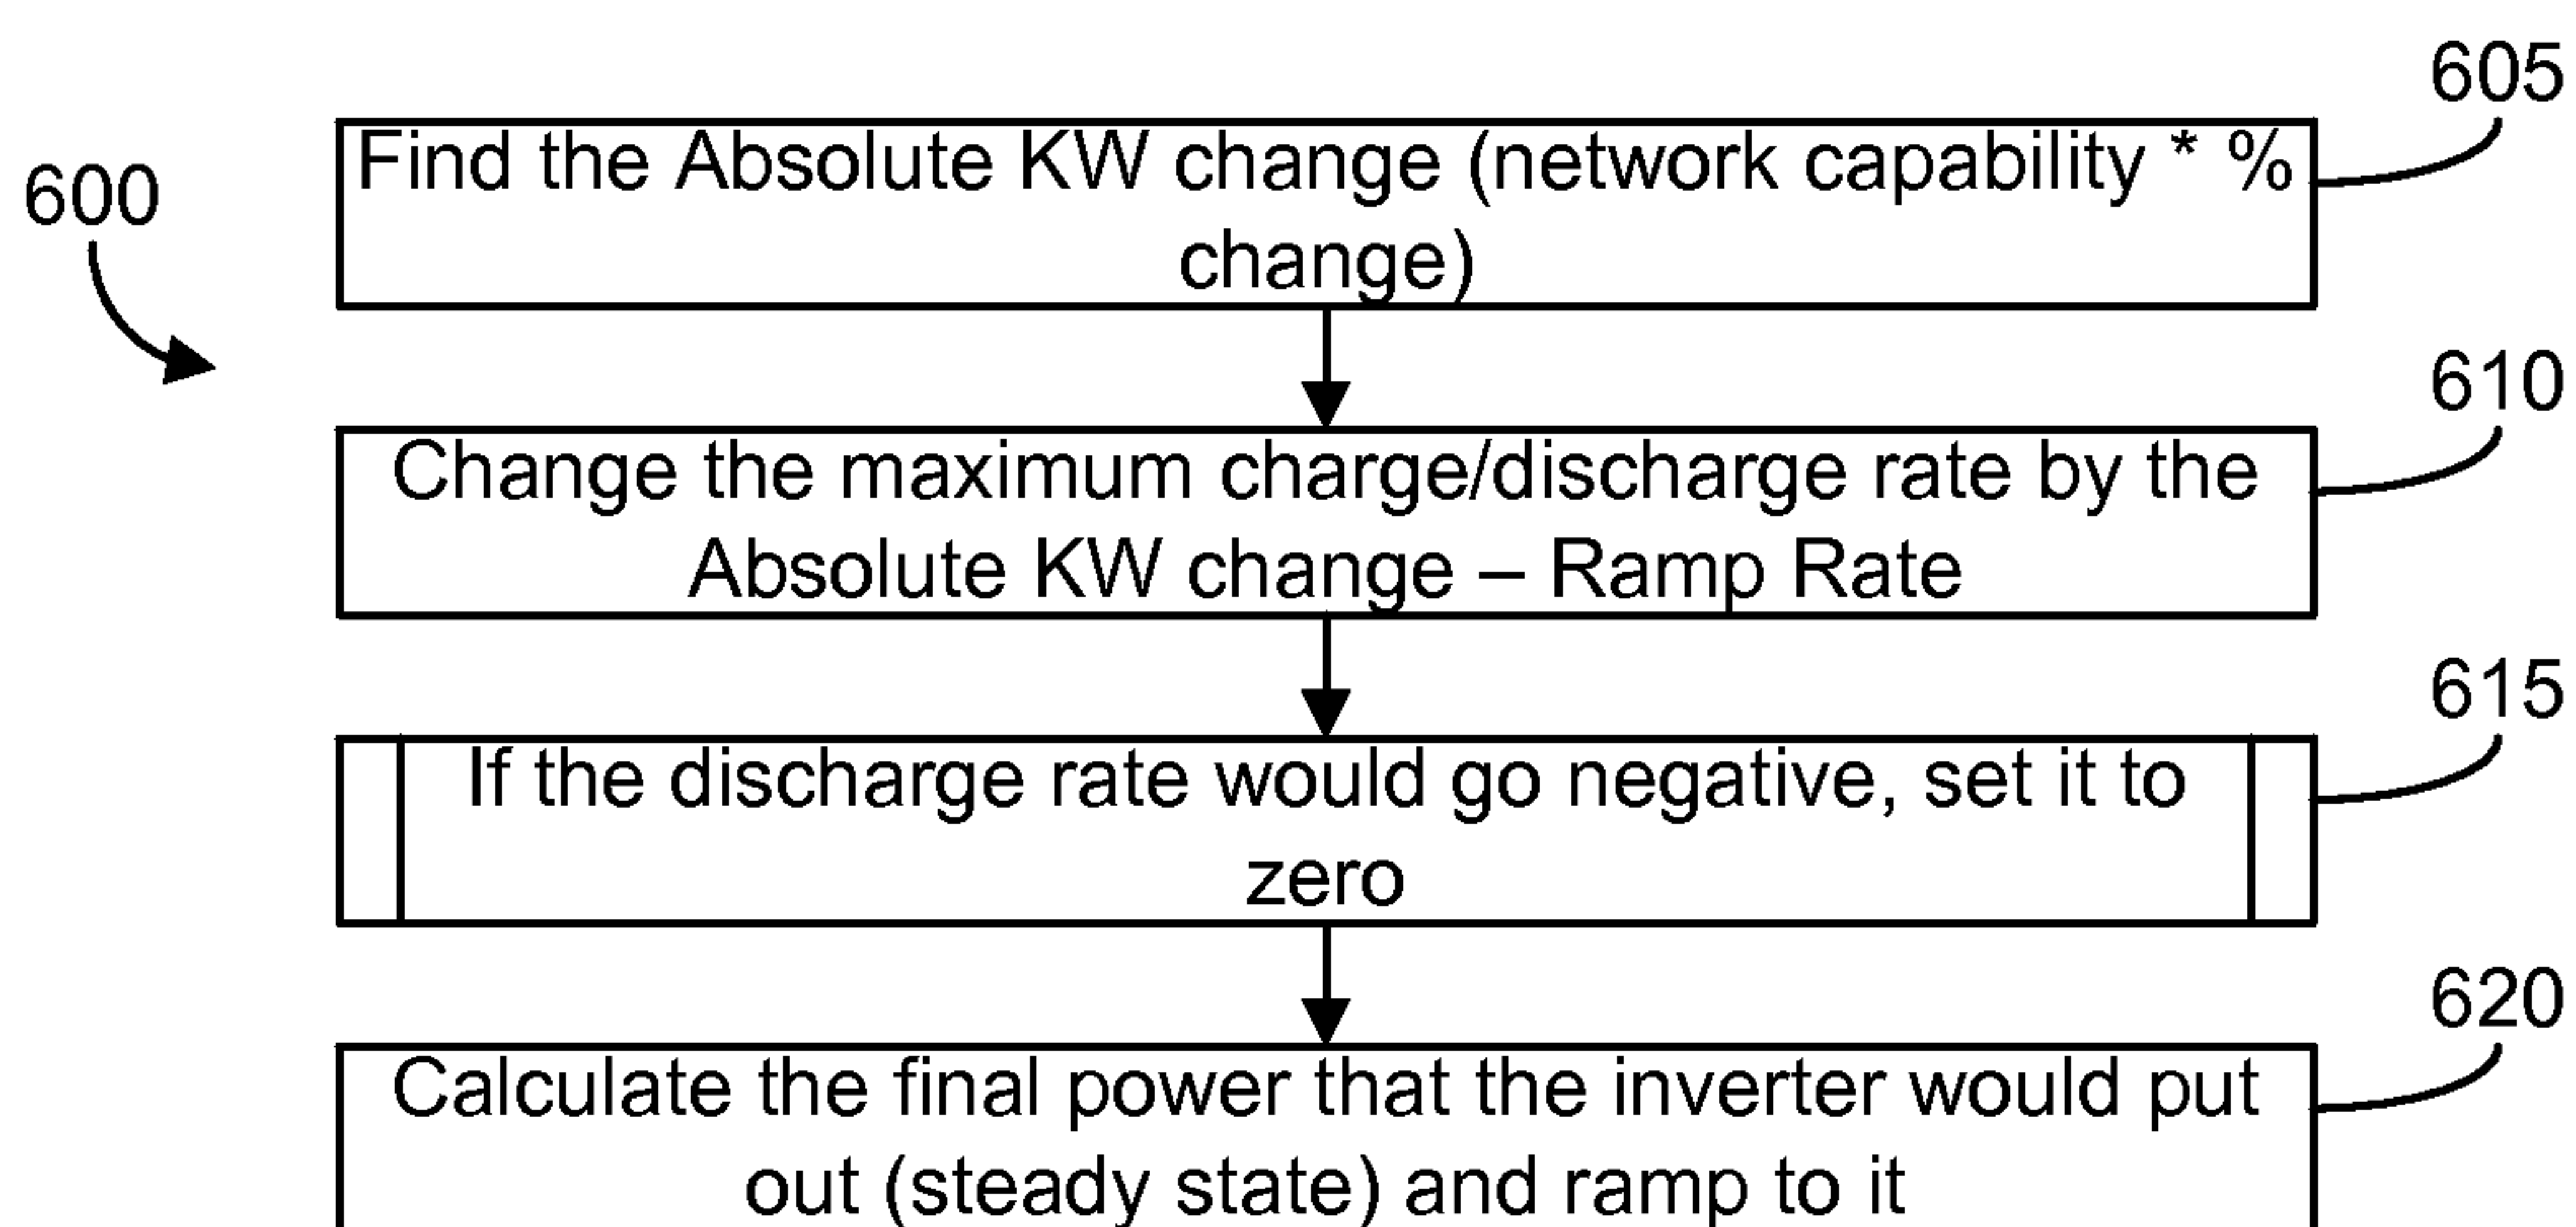 600
605
Find the Absolute KW change (network capability * %
change)
610
Change the maximum charge/discharge rate by the
Absolute KW change – Ramp Rate
615
If the discharge rate would go negative, set it to
zero
620
Calculate the final power that the inverter would put
out (steady state) and ramp to it